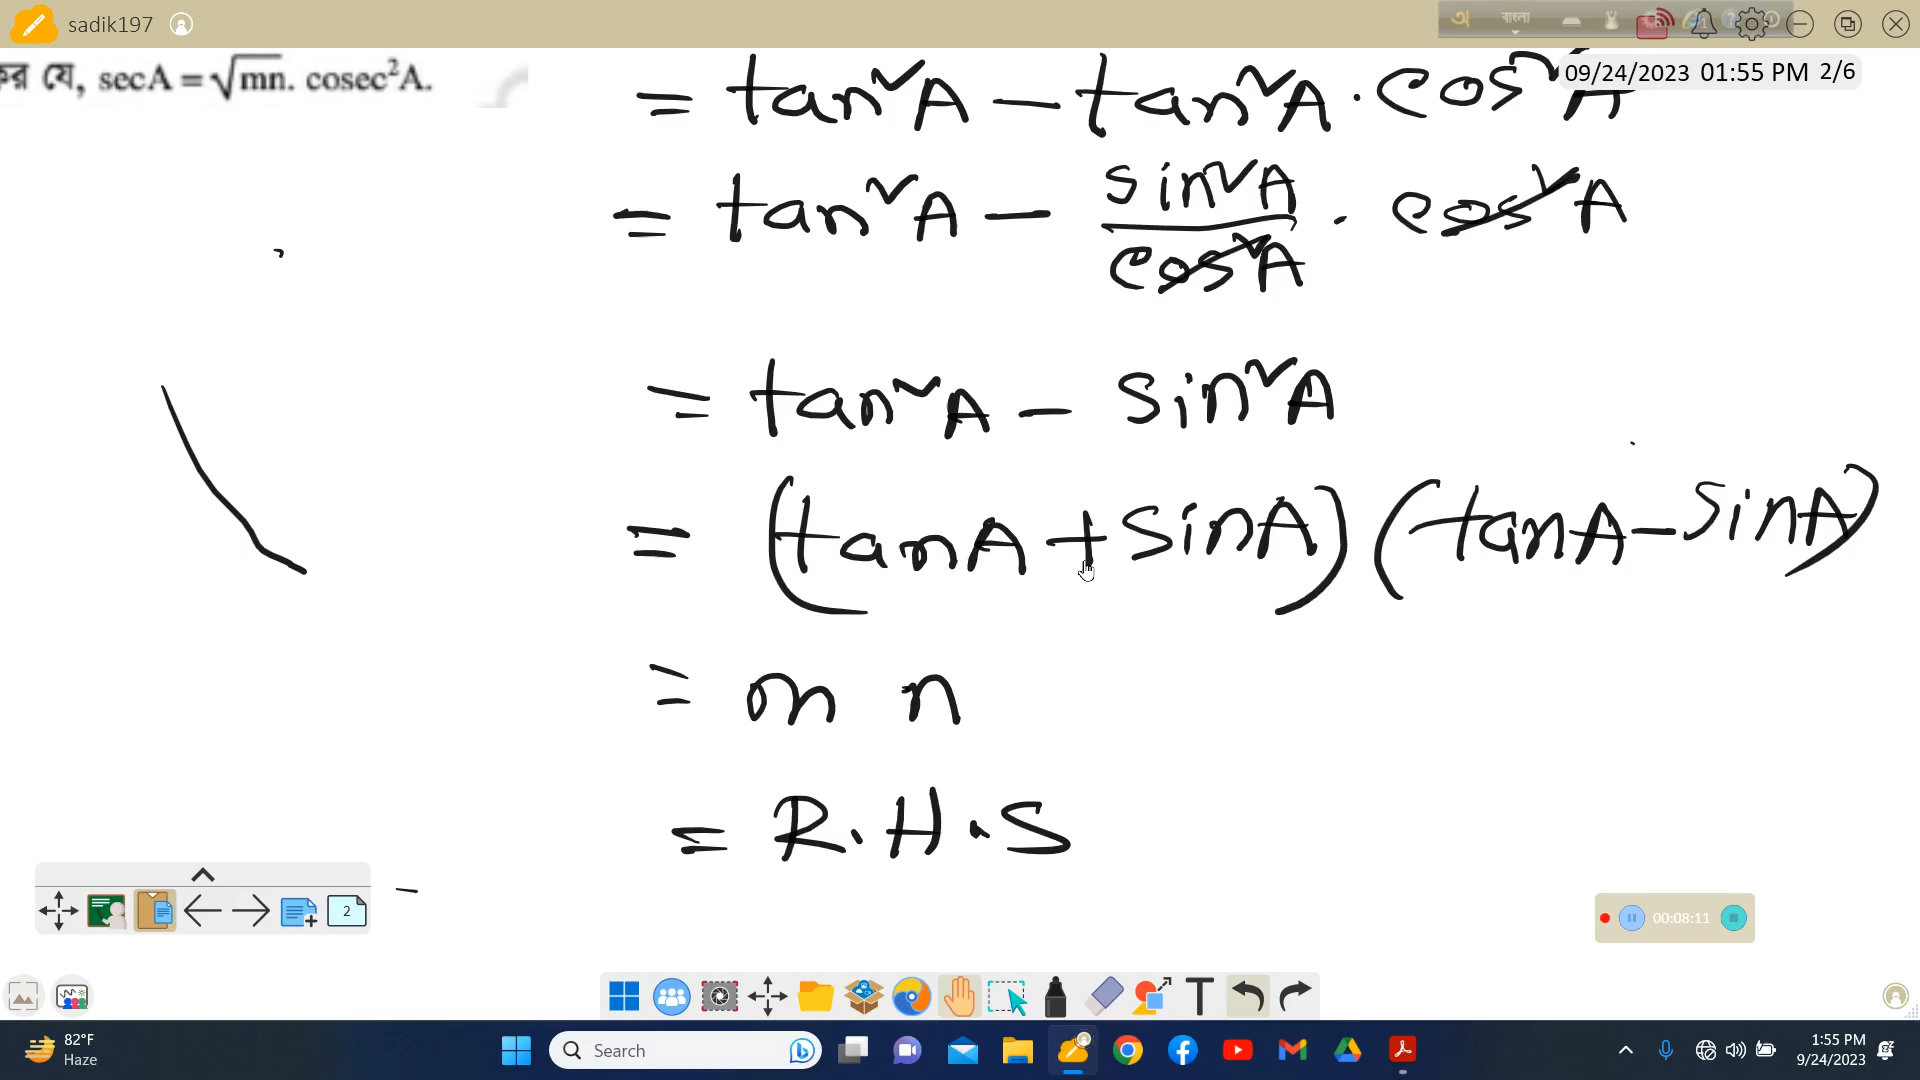 sadik197
বাংলা
09/24/2023 01:55 PM 2/6
কর যে, secA = √mn. cosec²A.
= tan²A − tan²A · cos²A
= tan²A − sin²A/cos²A · cos²A
= tan²A − sin²A
= (tanA + sinA) (tanA − sinA)
= m n
= R.H.S
2
00:08:11
T
82°F
Haze
Search
1:55 PM
9/24/2023